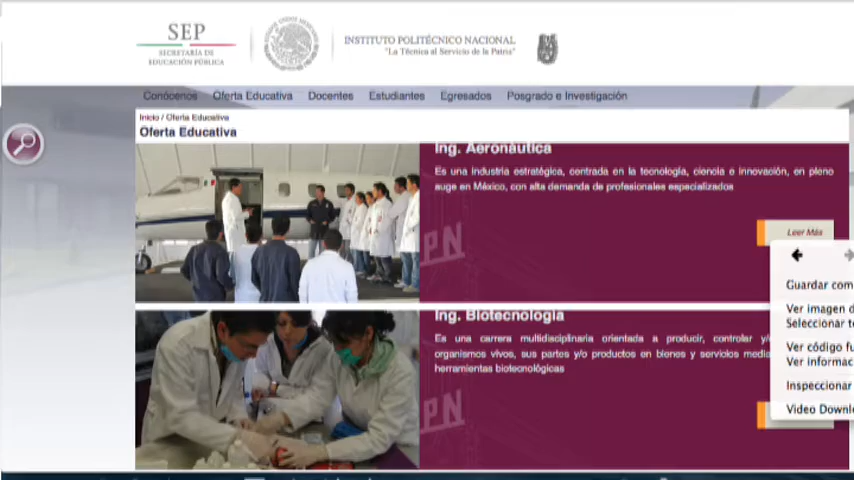 SEP
SECRETARÍA DE
EDUCACIÓN PÚBLICA
INSTITUTO POLITÉCNICO NACIONAL
"La Técnica al Servicio de la Patria"
Conócenos Oferta Educativa Docentes Estudiantes Egresados Posgrado e Investigación
Inicio / Oferta Educativa
Oferta Educativa
Ing. Aeronáutica
Es una industria estratégica, centrada en la tecnología, ciencia e innovación, en pleno
auge en México, con alta demanda de profesionales especializados
Leer Más
PN
Guardar com
Ver imagen d
Seleccionar t
Ver código fu
Ver informac
Inspeccionar
Video Downl
Ing. Biotecnología
Es una carrera multidisciplinaria orientada a producir, controlar y/
organismos vivos, sus partes y/o productos en bienes y servicios media
herramientas biotecnológicas
PN